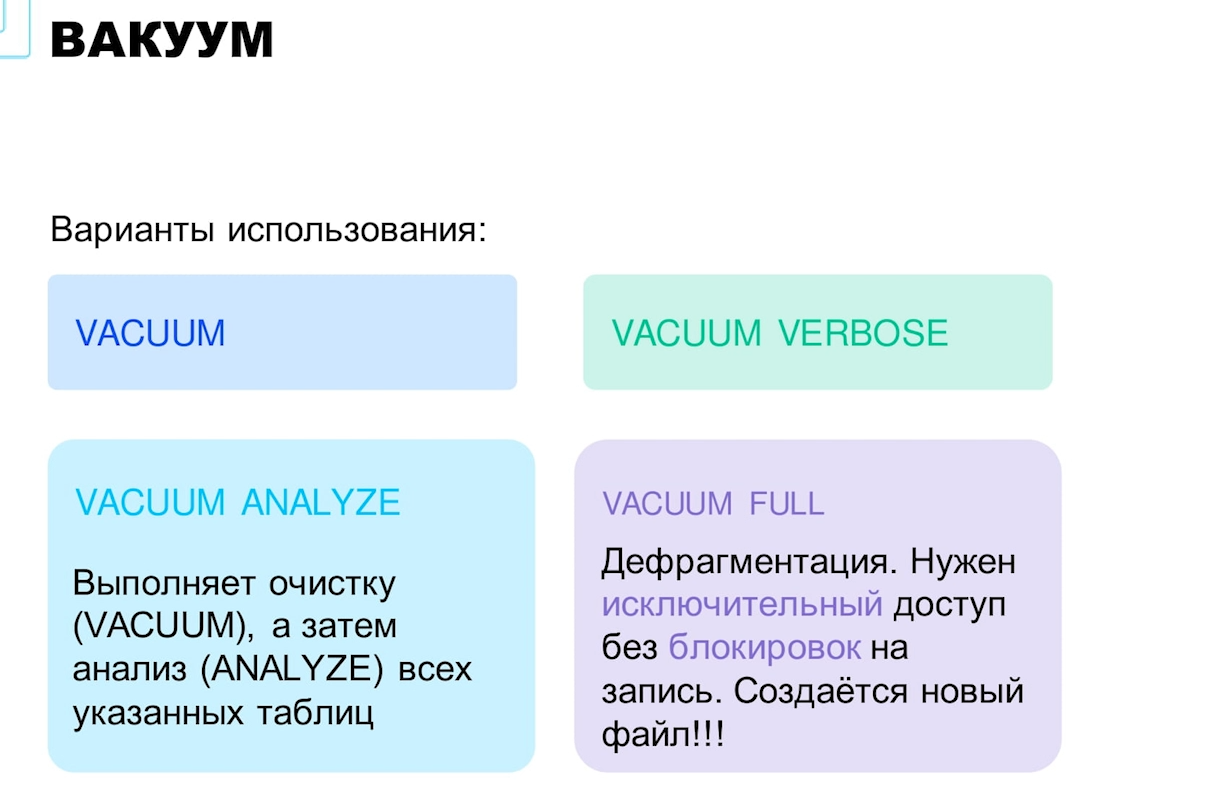 ВАКУУМ
Варианты использования:
VACUUM
VACUUM VERBOSE
VACUUM ANALYZE
Выполняет очистку
(VACUUM), а затем
анализ (ANALYZE) всех
указанных таблиц
VACUUM FULL
Дефрагментация. Нужен
исключительный доступ
без блокировок на
запись. Создаётся новый
файл!!!